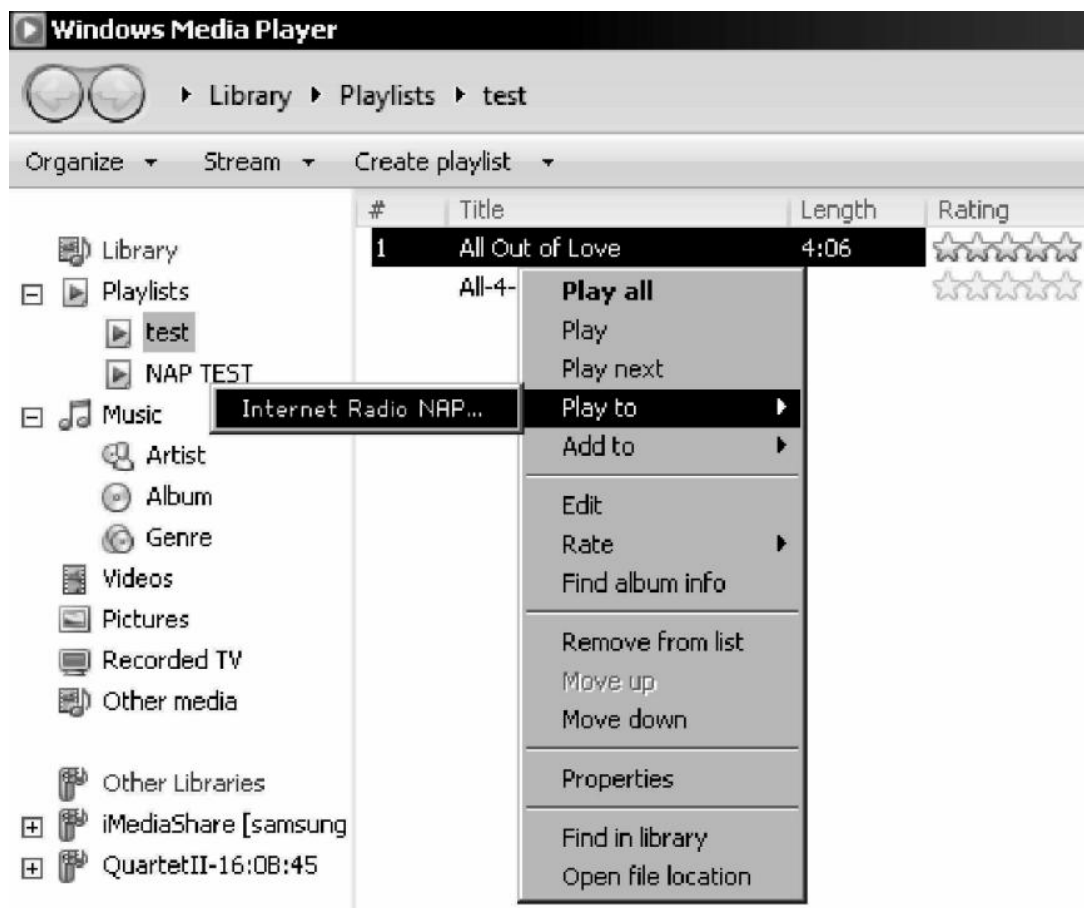 Windows Media Player
Library Playlists test
Organize Stream Create playlist
# Title Length Rating
Library
1 All Out of Love 4:06
Playlists
All-4-
test
NAP TEST
Music
Artist
Album
Genre
Videos
Pictures
Recorded TV
Other media
Other Libraries
iMediaShare [samsung
QuartetII-16:0B:45
Play all
Play
Play next
Play to
Internet Radio NAP...
Add to
Edit
Rate
Find album info
Remove from list
Move up
Move down
Properties
Find in library
Open file location